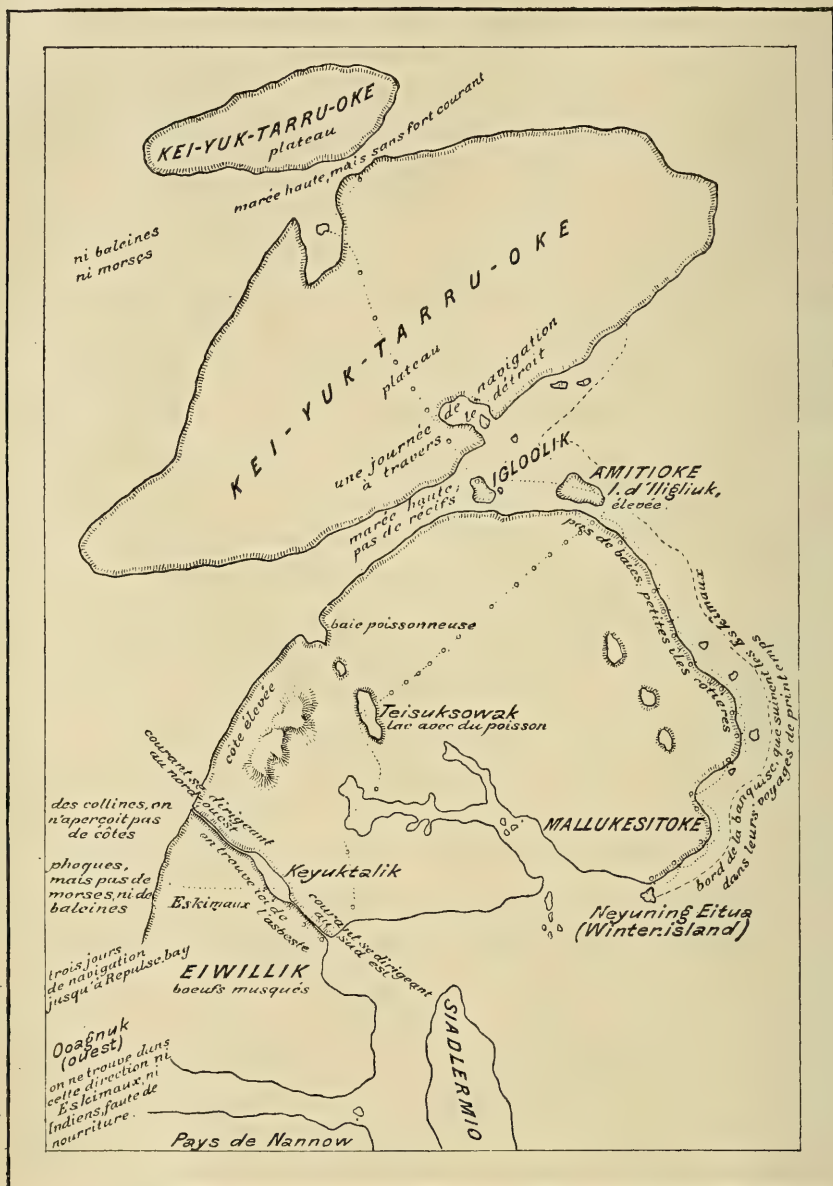 KEI-YUK-TARRU-OKE
plateau
marée haute, mais sans fort courant
ni baleines
ni morses
KEI-YUK-TARRU-OKE
plateau
une journée de navigation
à travers le détroit
IGLOOLIK
AMITIOKE
I. d'Iligliuk,
élevée.
marée haute;
pas de récifs
pas de baies; petites îles côtières
baie poissonneuse
côte élevée
Teisuksowak
lac avec du poisson
bord de la banquise, que suivent les Eskimaux
dans leurs voyages de printemps
courant se dirigeant
au nord ouest
des collines, on
n'aperçoit pas
de côtes
on trouve ici de
l'asbeste
Keyuktalik
MALLUKESITOKE
phoques,
mais pas de
morses, ni de
baleines
Eskimaux
courant se dirigeant
au sud est
Neyuning Eitua
(Winter.island)
trois jours
de navigation
jusqu'à Repulse.bay
EIWILLIK
boeufs musqués
SIADLERMIO
Ooagnuk
(ouest)
on ne trouve dans
cette direction ni
Eskimaux, ni
Indiens, faute de
nourriture.
Pays de Nannow